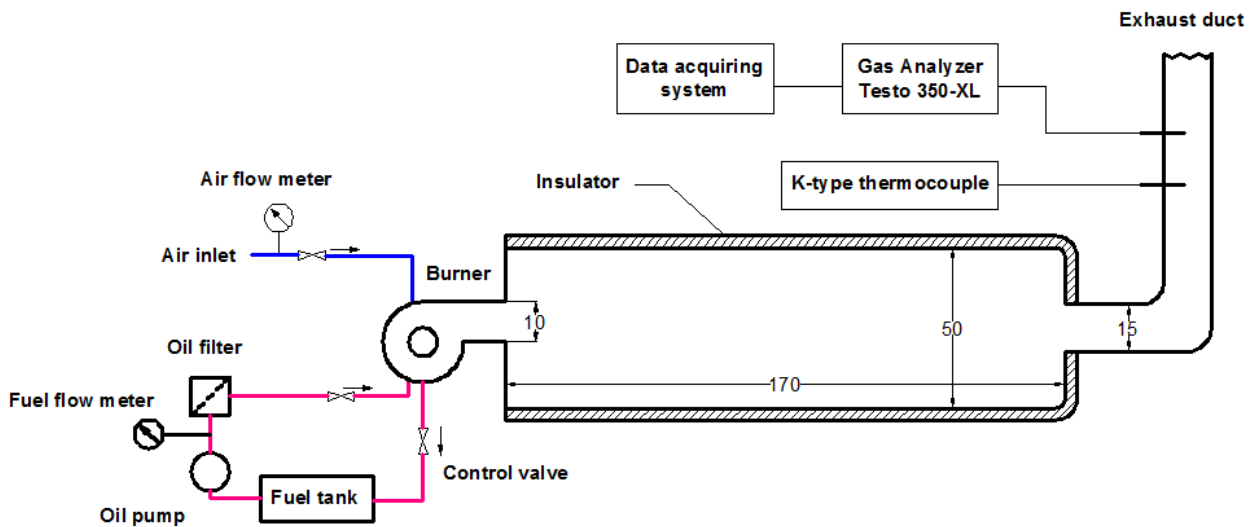 Exhaust duct
Data acquiring
system
Gas Analyzer
Testo 350-XL
Air flow meter
Insulator
K-type thermocouple
Air inlet
Burner
10
50
15
Oil filter
170
Fuel flow meter
Control valve
Fuel tank
Oil pump